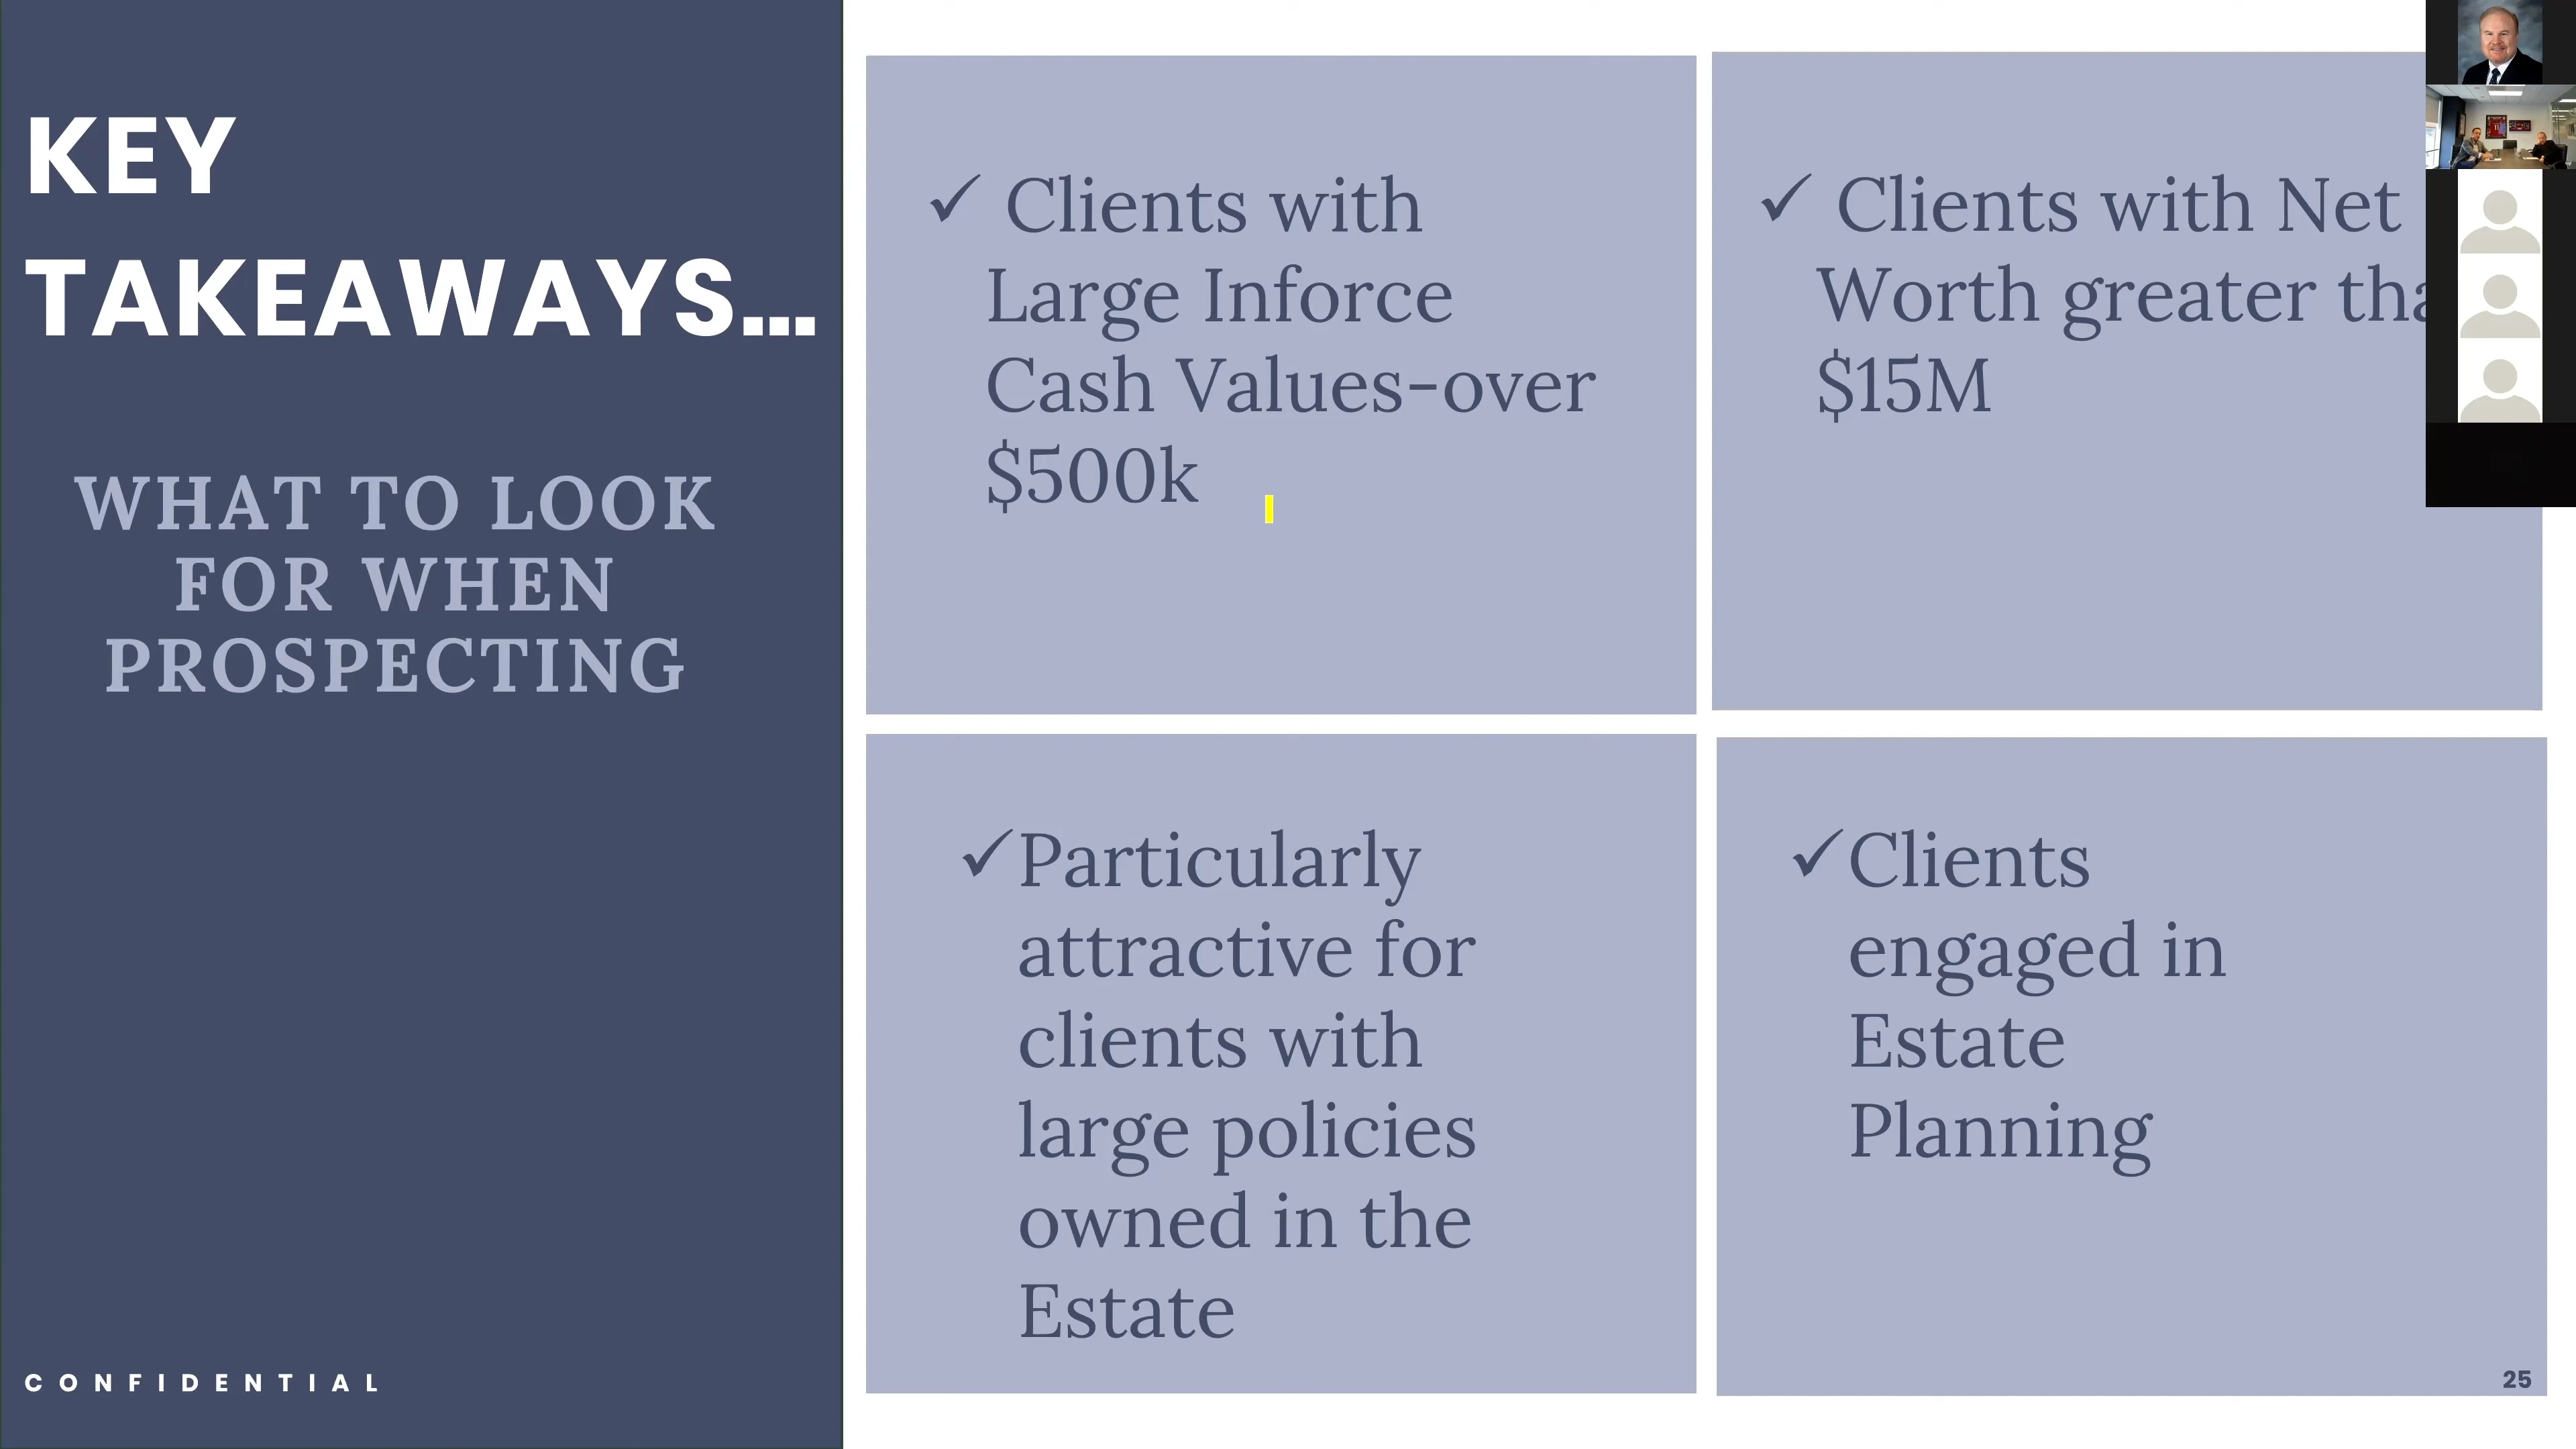 KEY
TAKEAWAYS...
WHAT TO LOOK
FOR WHEN
PROSPECTING
✓ Clients with
Large Inforce
Cash Values-over
$500k
✓ Clients with Net
Worth greater tha
$15M
✓Particularly
attractive for
clients with
large policies
owned in the
Estate
✓Clients
engaged in
Estate
Planning
CONFIDENTIAL
25